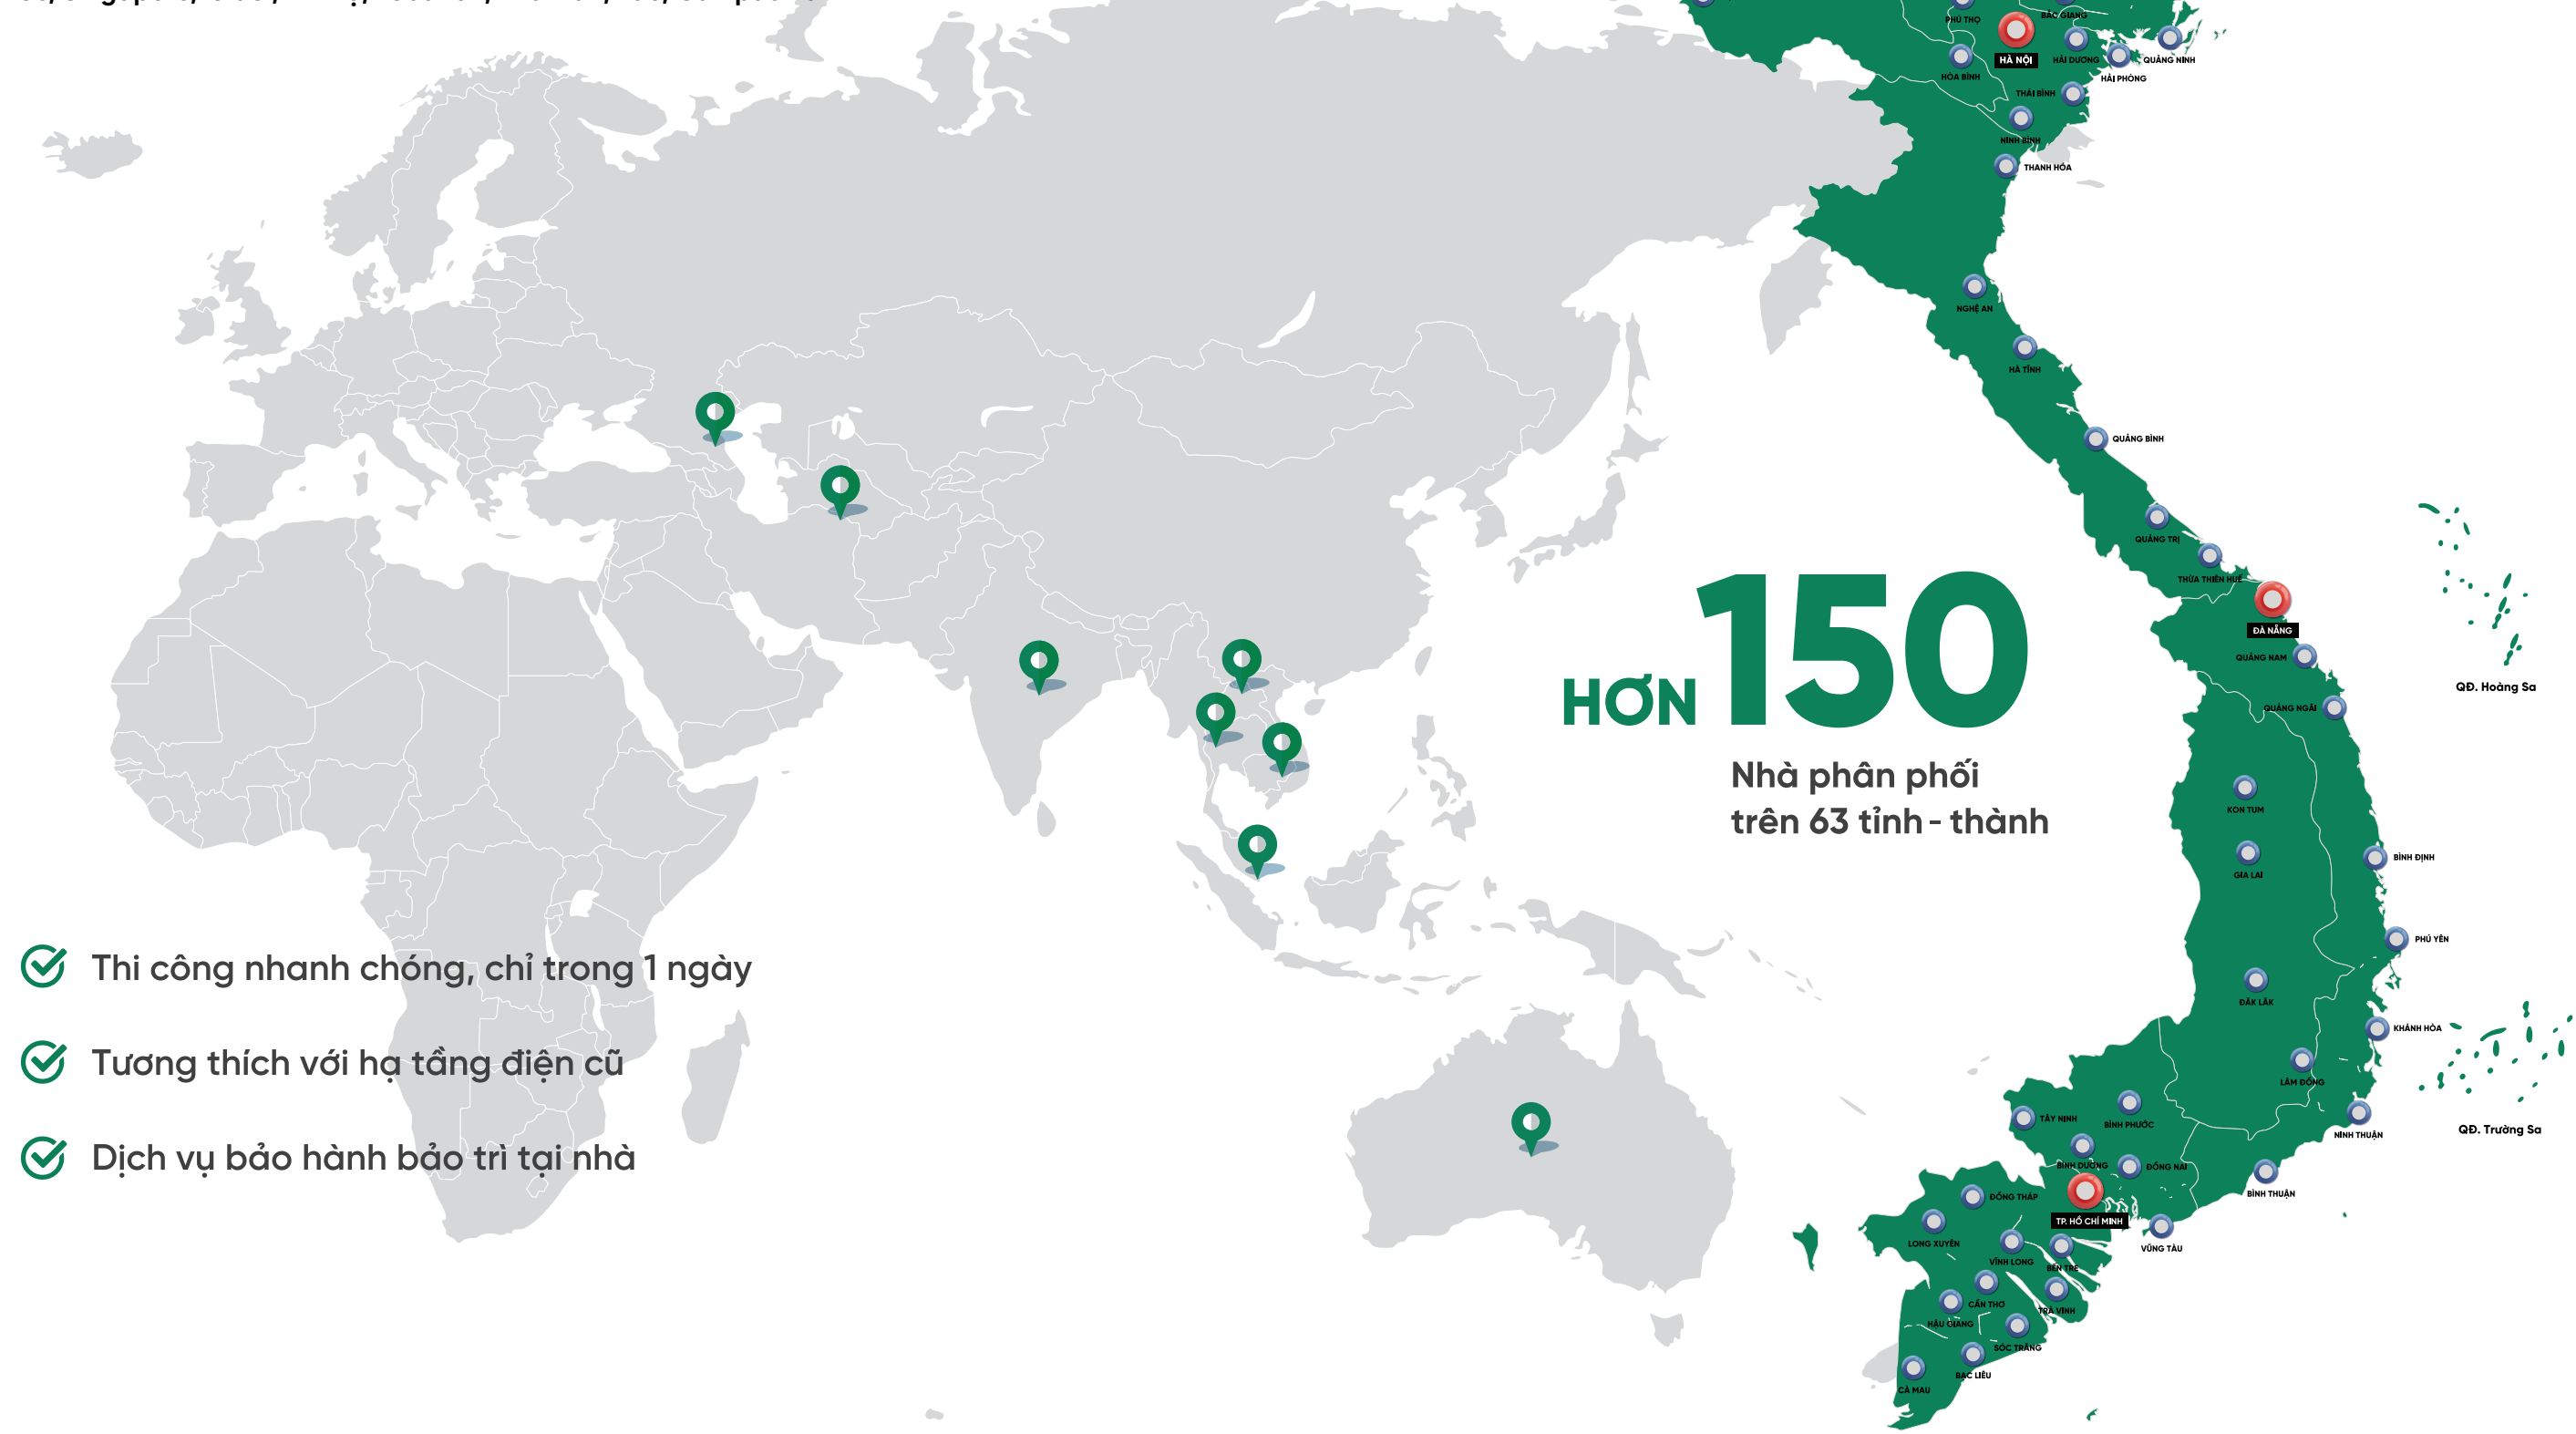 PHÚ THỌ
BẮC GIANG
HÀ NỘI
HẢI DƯƠNG
QUẢNG NINH
HÒA BÌNH
HẢI PHÒNG
THÁI BÌNH
NINH BÌNH
THANH HÓA
NGHỆ AN
HÀ TĨNH
QUẢNG BÌNH
QUẢNG TRỊ
THỪA THIÊN HUẾ
ĐÀ NẴNG
QUẢNG NAM
QĐ. Hoàng Sa
QUẢNG NGÃI
HƠN 150
Nhà phân phối
trên 63 tỉnh - thành
KON TUM
BÌNH ĐỊNH
GIA LAI
PHÚ YÊN
Thi công nhanh chóng, chỉ trong 1 ngày
ĐĂK LĂK
KHÁNH HÒA
Tương thích với hạ tầng điện cũ
LÂM ĐỒNG
TÂY NINH
BÌNH PHƯỚC
QĐ. Trường Sa
NINH THUẬN
Dịch vụ bảo hành bảo trì tại nhà
BÌNH DƯƠNG
ĐỒNG NAI
BÌNH THUẬN
ĐỒNG THÁP
TP. HỒ CHÍ MINH
LONG XUYÊN
VŨNG TÀU
VĨNH LONG
BẾN TRE
CẦN THƠ
TRÀ VINH
HẬU GIANG
SÓC TRĂNG
BẠC LIÊU
CÀ MAU